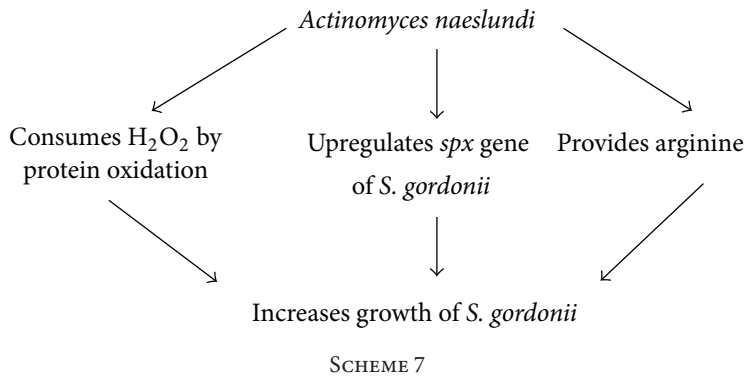 Actinomyces naeslundi
Consumes H₂O₂ by
protein oxidation
Upregulates spx gene
of S. gordonii
Provides arginine
Increases growth of S. gordonii
SCHEME 7